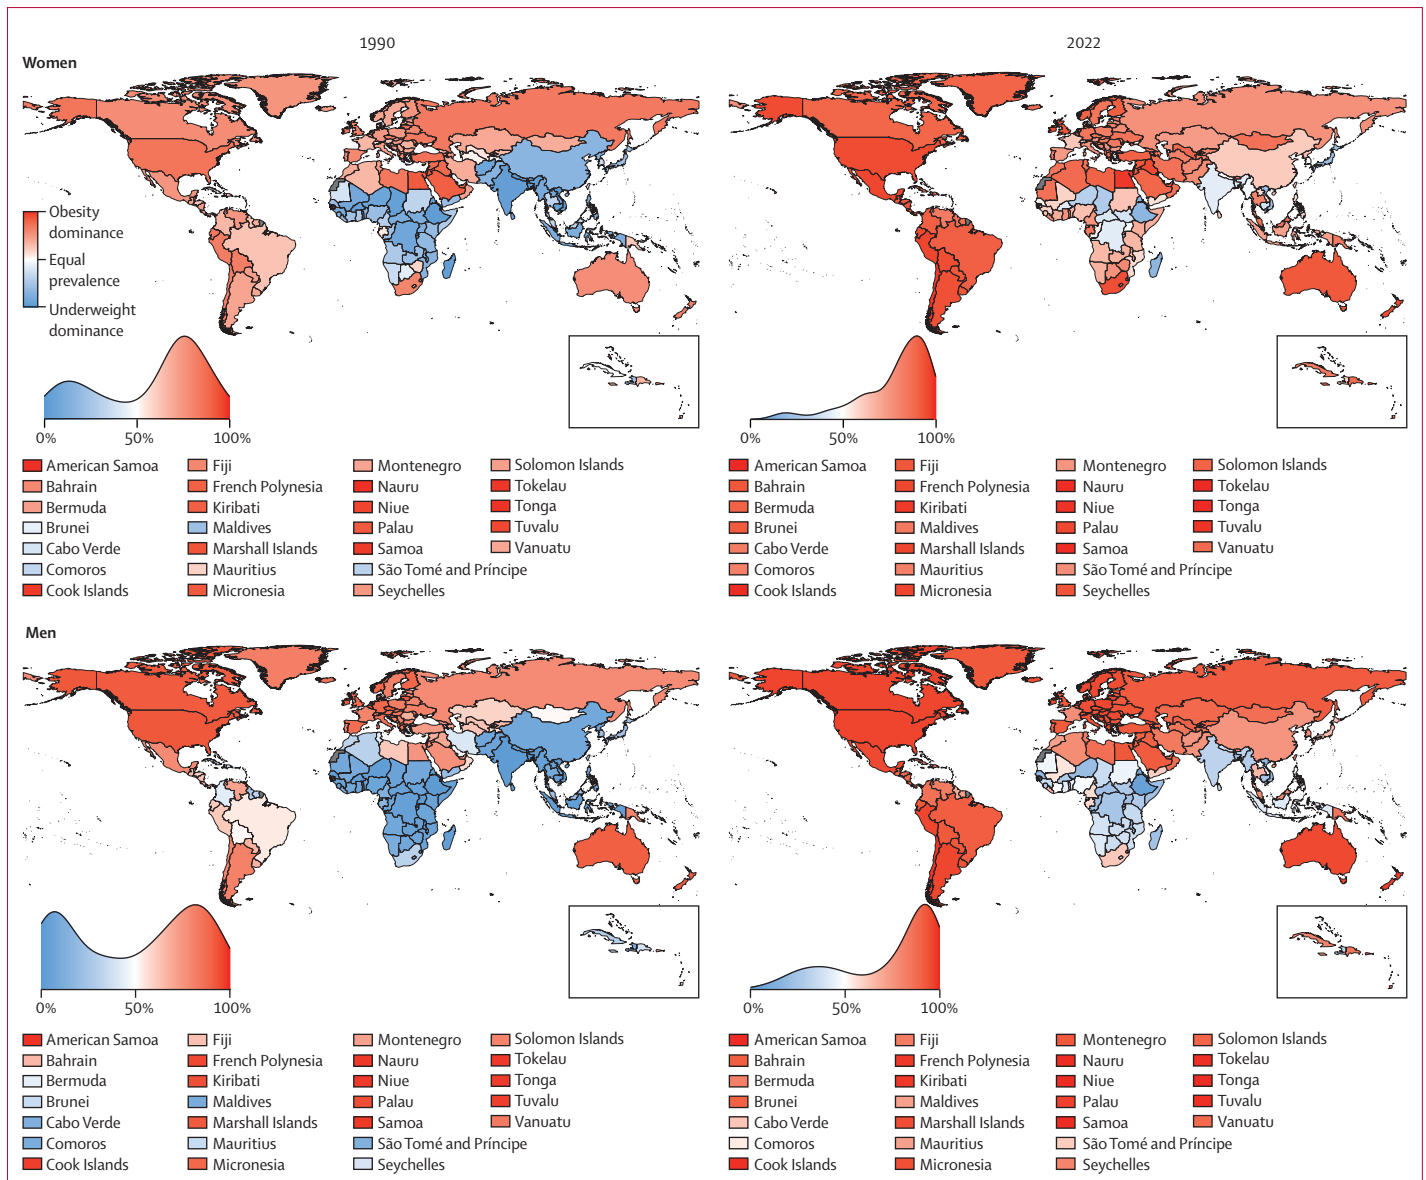 1990
2022
Women
Obesity
dominance
Equal
prevalence
Underweight
dominance
0%
50%
100%
0%
50%
100%
American Samoa
Bahrain
Bermuda
Brunei
Cabo Verde
Comoros
Cook Islands
Fiji
French Polynesia
Kiribati
Maldives
Marshall Islands
Mauritius
Micronesia
Montenegro
Nauru
Niue
Palau
Samoa
São Tomé and Príncipe
Seychelles
Solomon Islands
Tokelau
Tonga
Tuvalu
Vanuatu
American Samoa
Bahrain
Bermuda
Brunei
Cabo Verde
Comoros
Cook Islands
Fiji
French Polynesia
Kiribati
Maldives
Marshall Islands
Mauritius
Micronesia
Montenegro
Nauru
Niue
Palau
Samoa
São Tomé and Príncipe
Seychelles
Solomon Islands
Tokelau
Tonga
Tuvalu
Vanuatu
Men
0%
50%
100%
0%
50%
100%
American Samoa
Bahrain
Bermuda
Brunei
Cabo Verde
Comoros
Cook Islands
Fiji
French Polynesia
Kiribati
Maldives
Marshall Islands
Mauritius
Micronesia
Montenegro
Nauru
Niue
Palau
Samoa
São Tomé and Príncipe
Seychelles
Solomon Islands
Tokelau
Tonga
Tuvalu
Vanuatu
American Samoa
Bahrain
Bermuda
Brunei
Cabo Verde
Comoros
Cook Islands
Fiji
French Polynesia
Kiribati
Maldives
Marshall Islands
Mauritius
Micronesia
Montenegro
Nauru
Niue
Palau
Samoa
São Tomé and Príncipe
Seychelles
Solomon Islands
Tokelau
Tonga
Tuvalu
Vanuatu